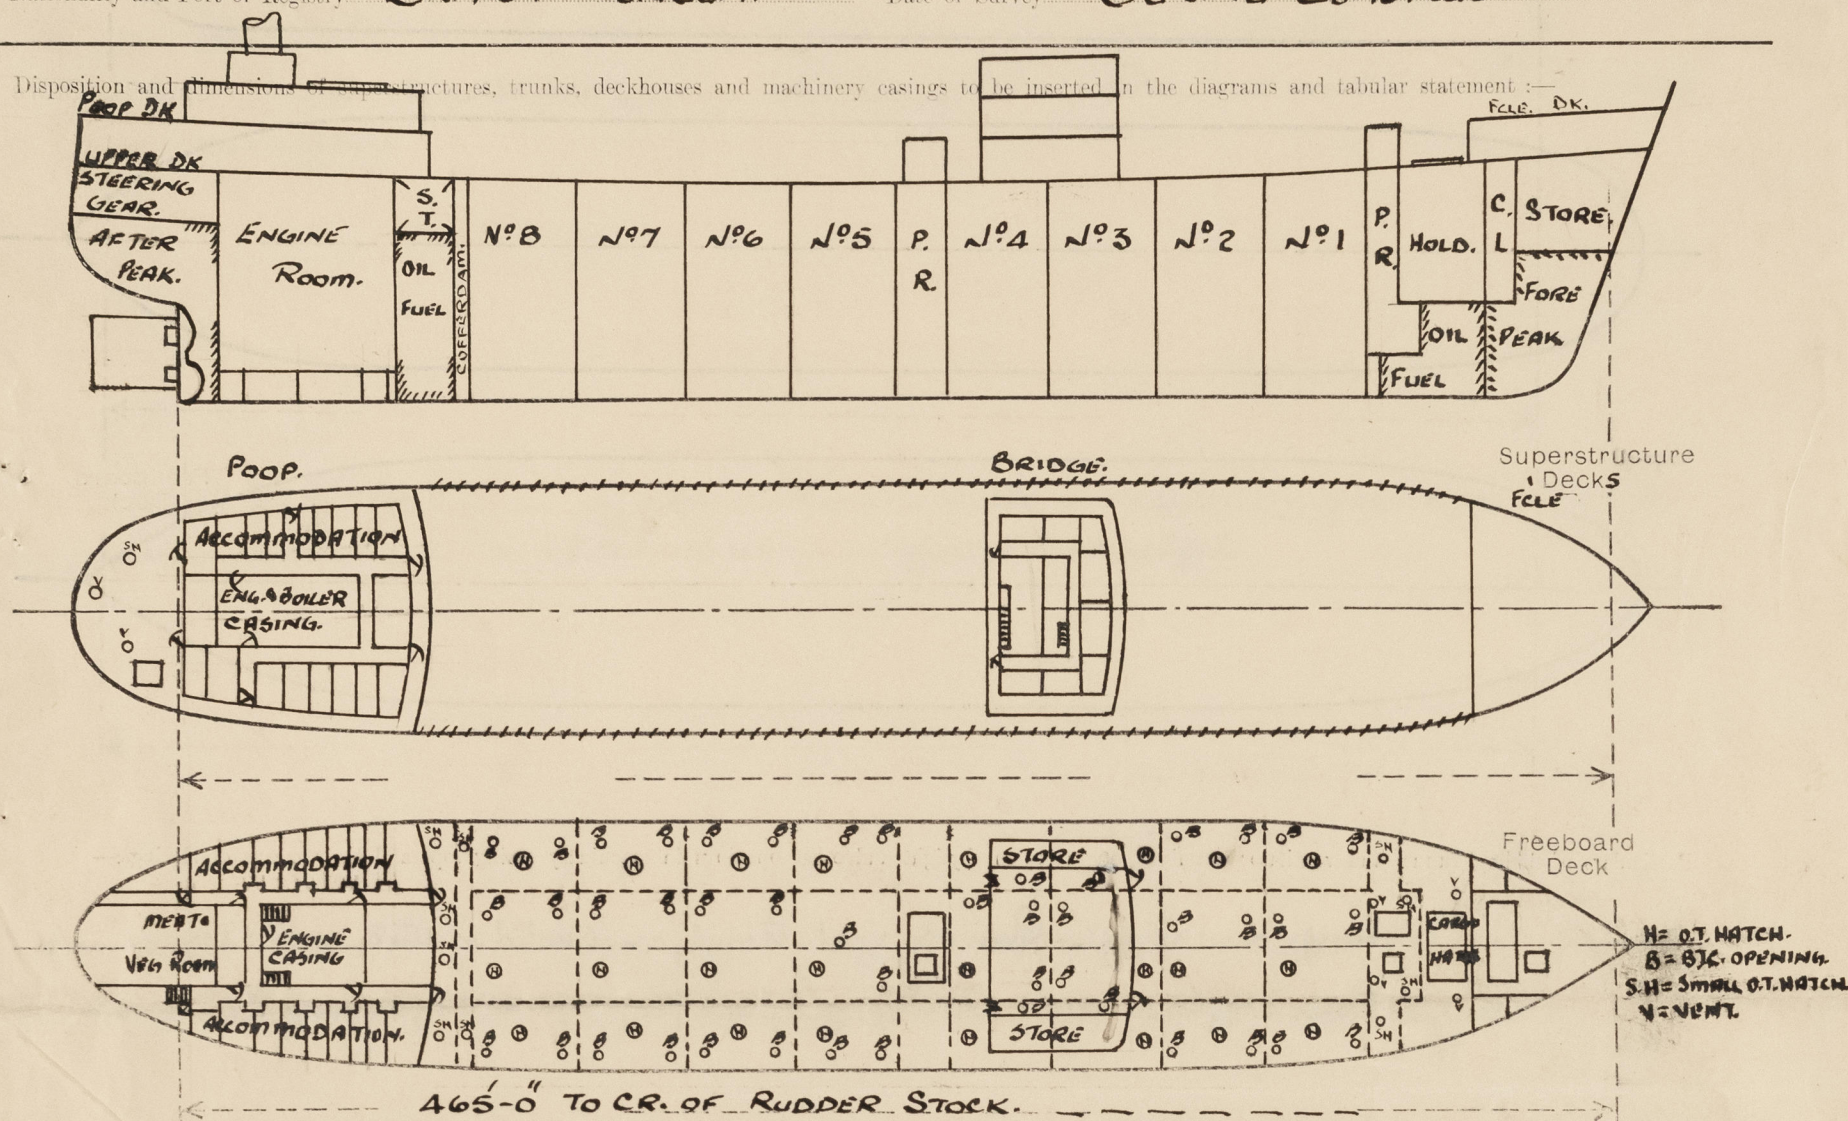 Disposition and dimensions of superstructures, trunks, deckhouses and machinery casings to be inserted in the diagrams and tabular statement :—
POOP DK
FCLE. DK.
UPPER DK
STEERING
GEAR.
AFTER
PEAK.
ENGINE
ROOM.
S.
T.
OIL
FUEL
COFFERDAM.
Nº8
Nº7
Nº6
Nº5
P.
R.
Nº4
Nº3
Nº2
Nº1
P.
R.
HOLD.
C.
L
STORE.
FORE
PEAK
OIL
FUEL
POOP.
BRIDGE.
Superstructure
Decks
FCLE
ACCOMMODATION
ENG. & BOILER
CASING.
SH
V
V
Freeboard
Deck
ACCOMMODATION
MEAT &
VEG ROOM
ENGINE
CASING
ACCOMMODATION.
STORE
STORE
CARGO
HATCH
H = O.T. HATCH.
B = B/C. OPENING.
S.H = SMALL O.T. HATCH
V = VENT.
465'-0" TO CR. OF RUDDER STOCK.